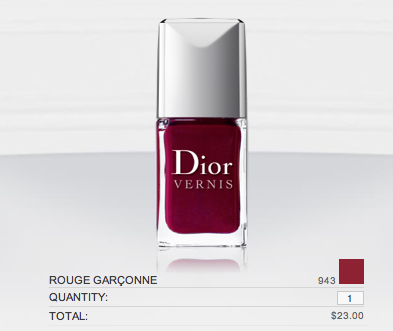 Dior
VERNIS
ROUGE GARÇONNE 943
QUANTITY: 1
TOTAL: $23.00